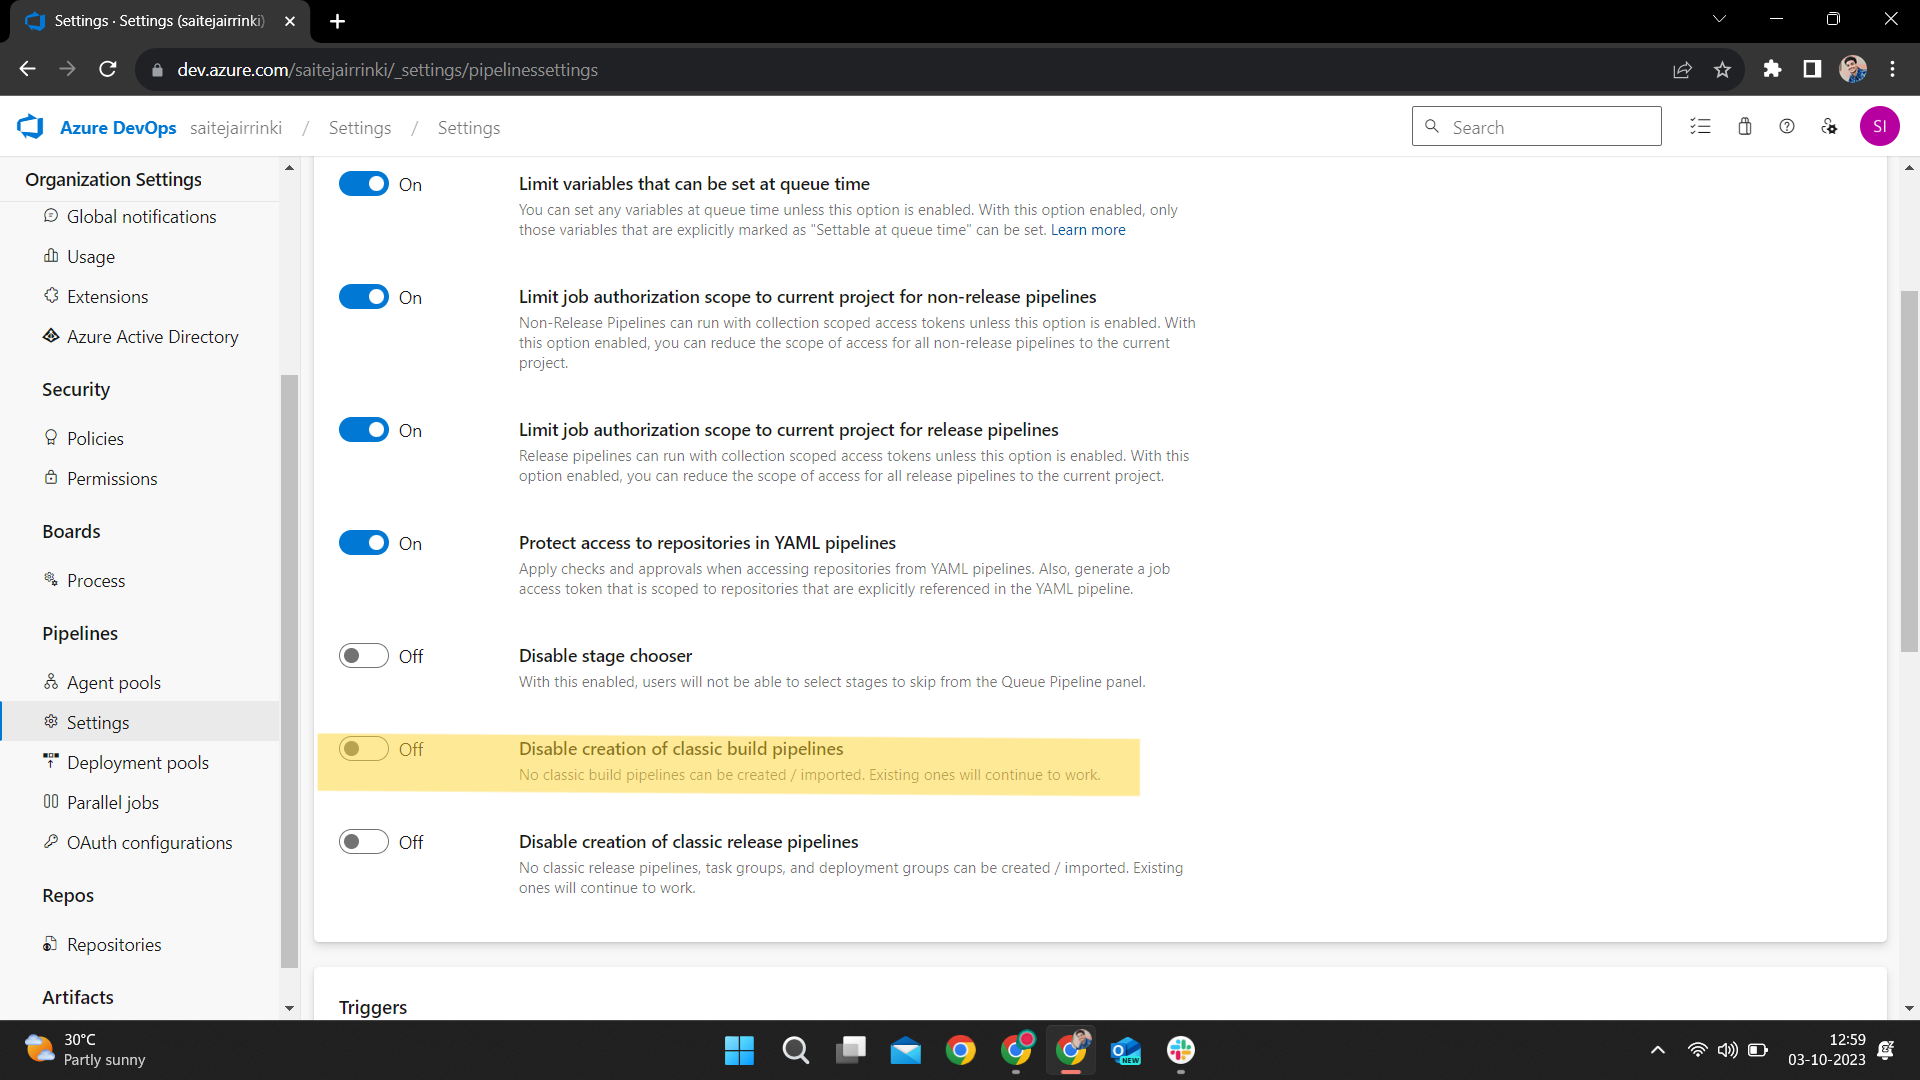 Settings · Settings (saitejairrinki)
dev.azure.com/saitejairrinki/_settings/pipelinessettings
Azure DevOps saitejairrinki / Settings / Settings
Search
SI
Organization Settings
Global notifications
Usage
Extensions
Azure Active Directory
Security
Policies
Permissions
Boards
Process
Pipelines
Agent pools
Settings
Deployment pools
Parallel jobs
OAuth configurations
Repos
Repositories
Artifacts
On
Limit variables that can be set at queue time
You can set any variables at queue time unless this option is enabled. With this option enabled, only
those variables that are explicitly marked as "Settable at queue time" can be set. Learn more
On
Limit job authorization scope to current project for non-release pipelines
Non-Release Pipelines can run with collection scoped access tokens unless this option is enabled. With
this option enabled, you can reduce the scope of access for all non-release pipelines to the current
project.
On
Limit job authorization scope to current project for release pipelines
Release pipelines can run with collection scoped access tokens unless this option is enabled. With this
option enabled, you can reduce the scope of access for all release pipelines to the current project.
On
Protect access to repositories in YAML pipelines
Apply checks and approvals when accessing repositories from YAML pipelines. Also, generate a job
access token that is scoped to repositories that are explicitly referenced in the YAML pipeline.
Off
Disable stage chooser
With this enabled, users will not be able to select stages to skip from the Queue Pipeline panel.
Off
Disable creation of classic build pipelines
No classic build pipelines can be created / imported. Existing ones will continue to work.
Off
Disable creation of classic release pipelines
No classic release pipelines, task groups, and deployment groups can be created / imported. Existing
ones will continue to work.
Triggers
30°C
Partly sunny
NEW
12:59
03-10-2023